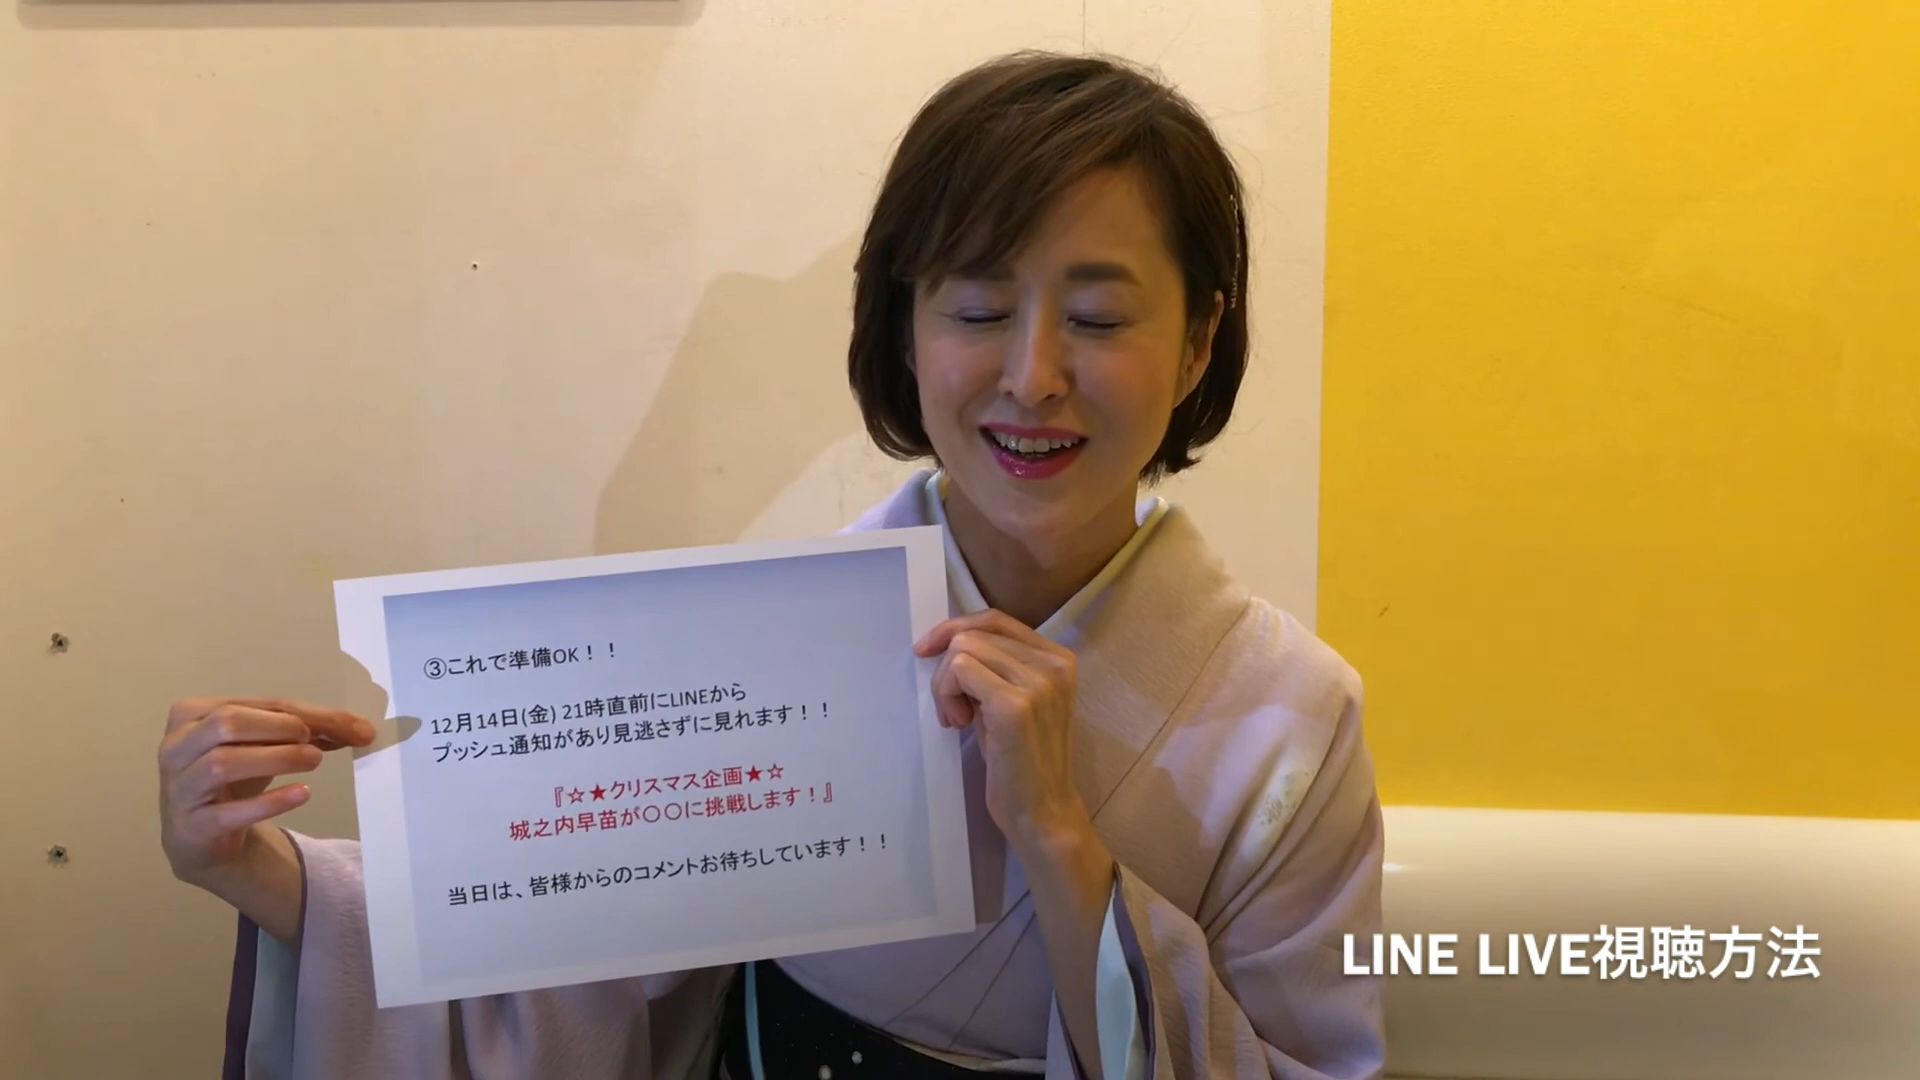 ③これで準備OK！！
12月14日(金) 21時直前にLINEから
プッシュ通知があり見逃さずに見れます！！
『☆★クリスマス企画★☆
城之内早苗が〇〇に挑戦します！』
当日は、皆様からのコメントお待ちしています！！
LINE LIVE視聴方法